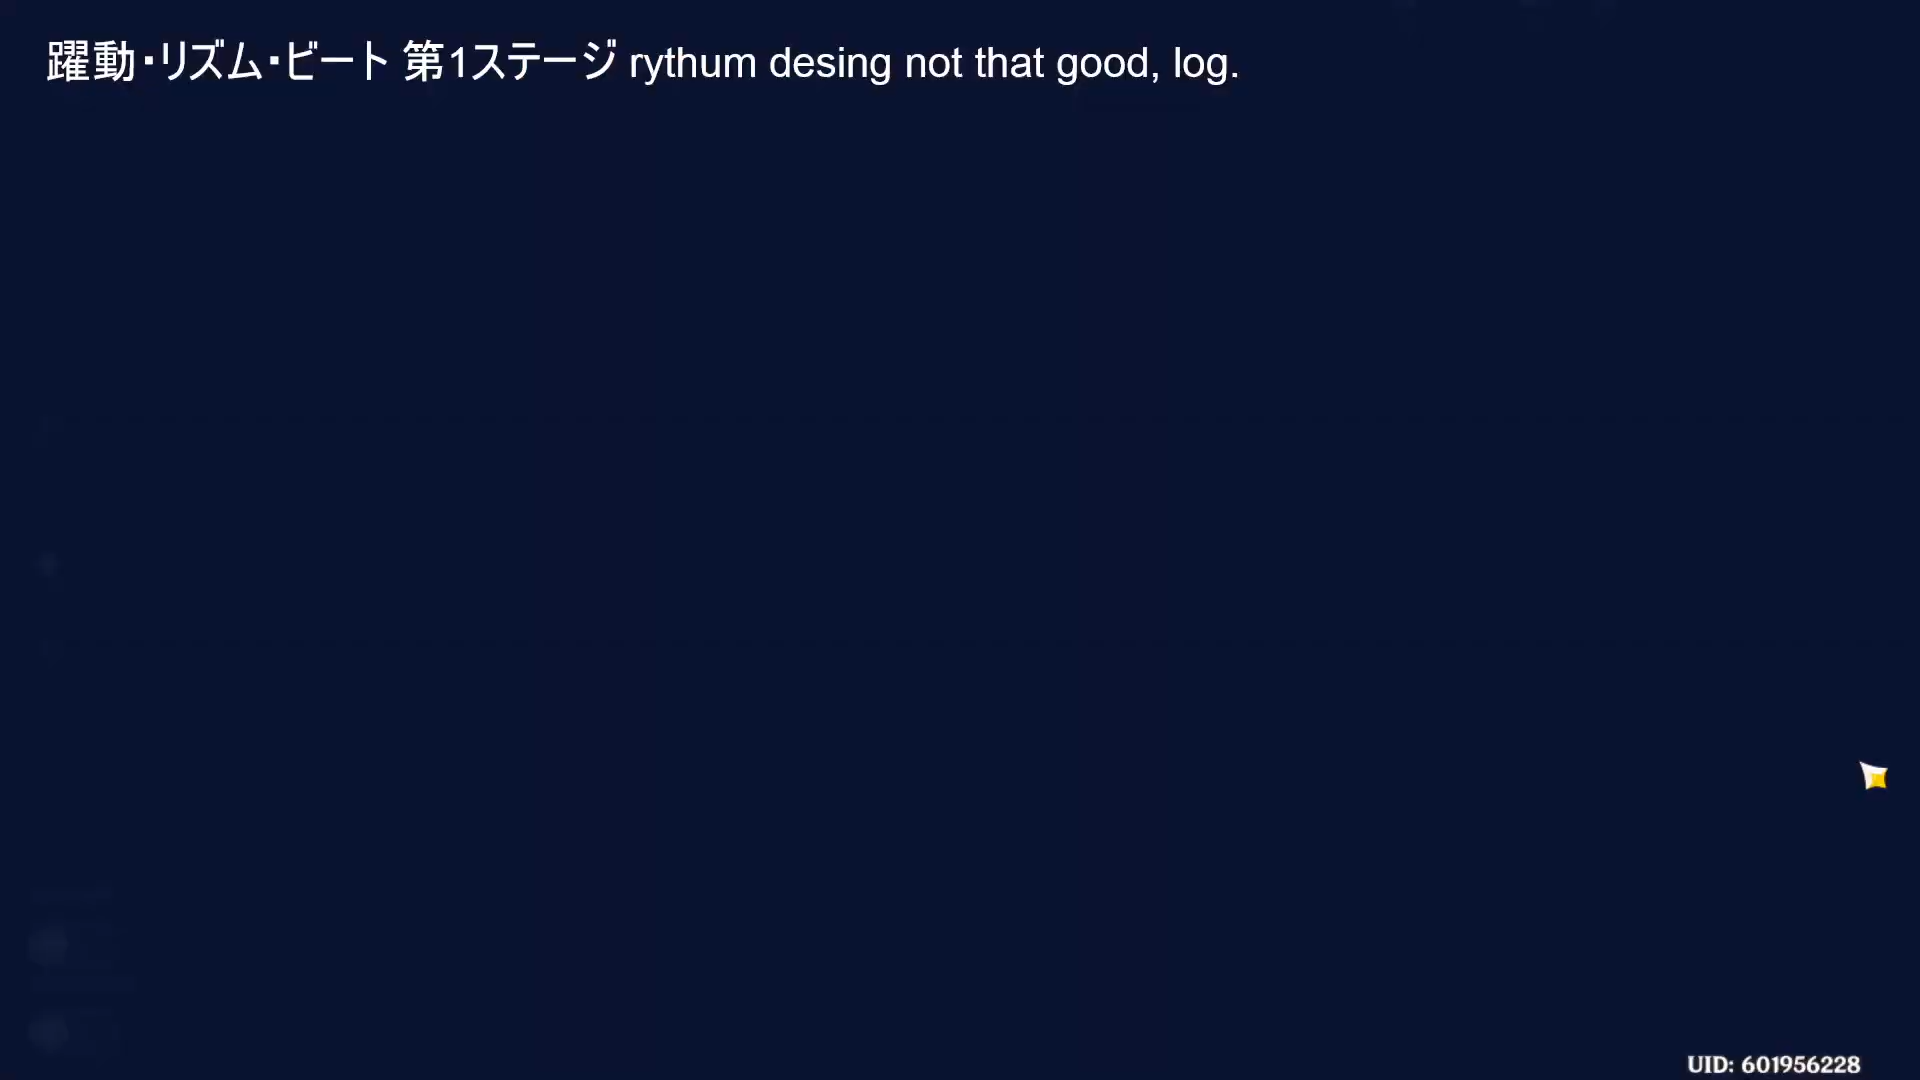 躍動・リズム・ビート 第1ステージ rythum desing not that good, log.
UID: 601956228